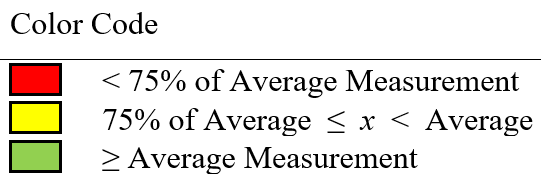 Color Code
< 75% of Average Measurement
75% of Average ≤ x < Average
≥ Average Measurement